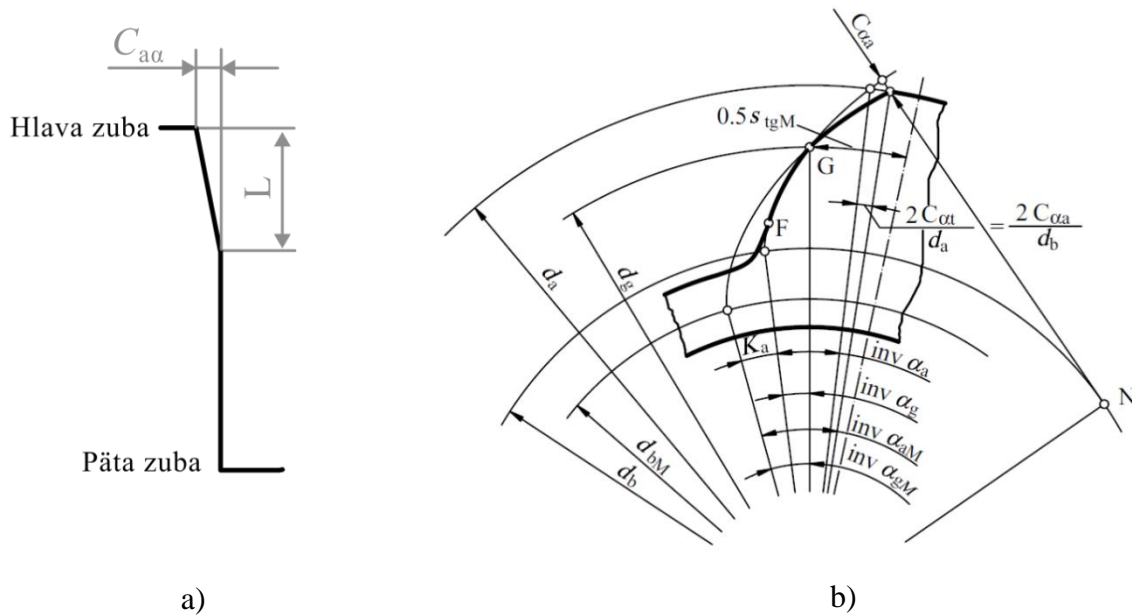 C_aα
Hlava zuba
L
Päta zuba
a)
C_αa
0.5 s_tgM
G
F
2 C_αt / d_a = 2 C_αa / d_b
d_a
d_g
d_bM
d_b
K_a
inv α_a
inv α_g
inv α_aM
inv α_gM
N
b)